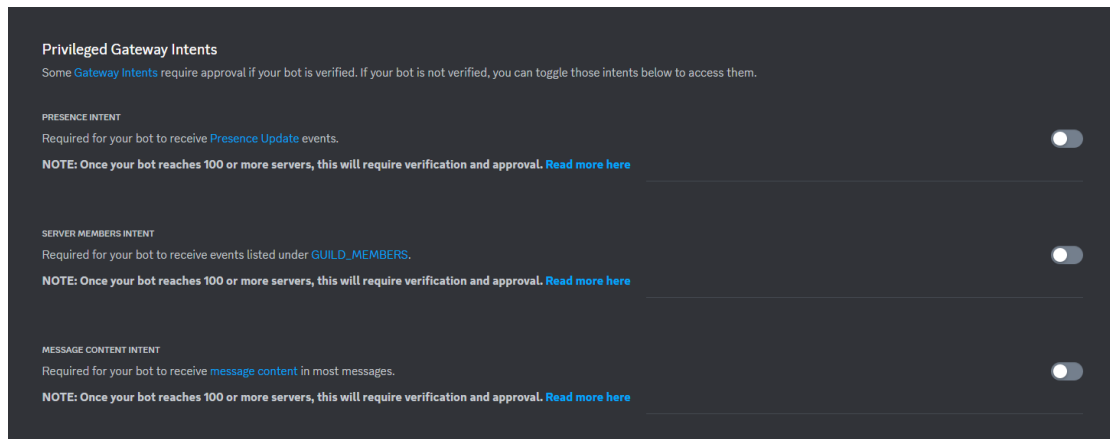 Privileged Gateway Intents
Some Gateway Intents require approval if your bot is verified. If your bot is not verified, you can toggle those intents below to access them.
PRESENCE INTENT
Required for your bot to receive Presence Update events.
NOTE: Once your bot reaches 100 or more servers, this will require verification and approval. Read more here
SERVER MEMBERS INTENT
Required for your bot to receive events listed under GUILD_MEMBERS.
NOTE: Once your bot reaches 100 or more servers, this will require verification and approval. Read more here
MESSAGE CONTENT INTENT
Required for your bot to receive message content in most messages.
NOTE: Once your bot reaches 100 or more servers, this will require verification and approval. Read more here